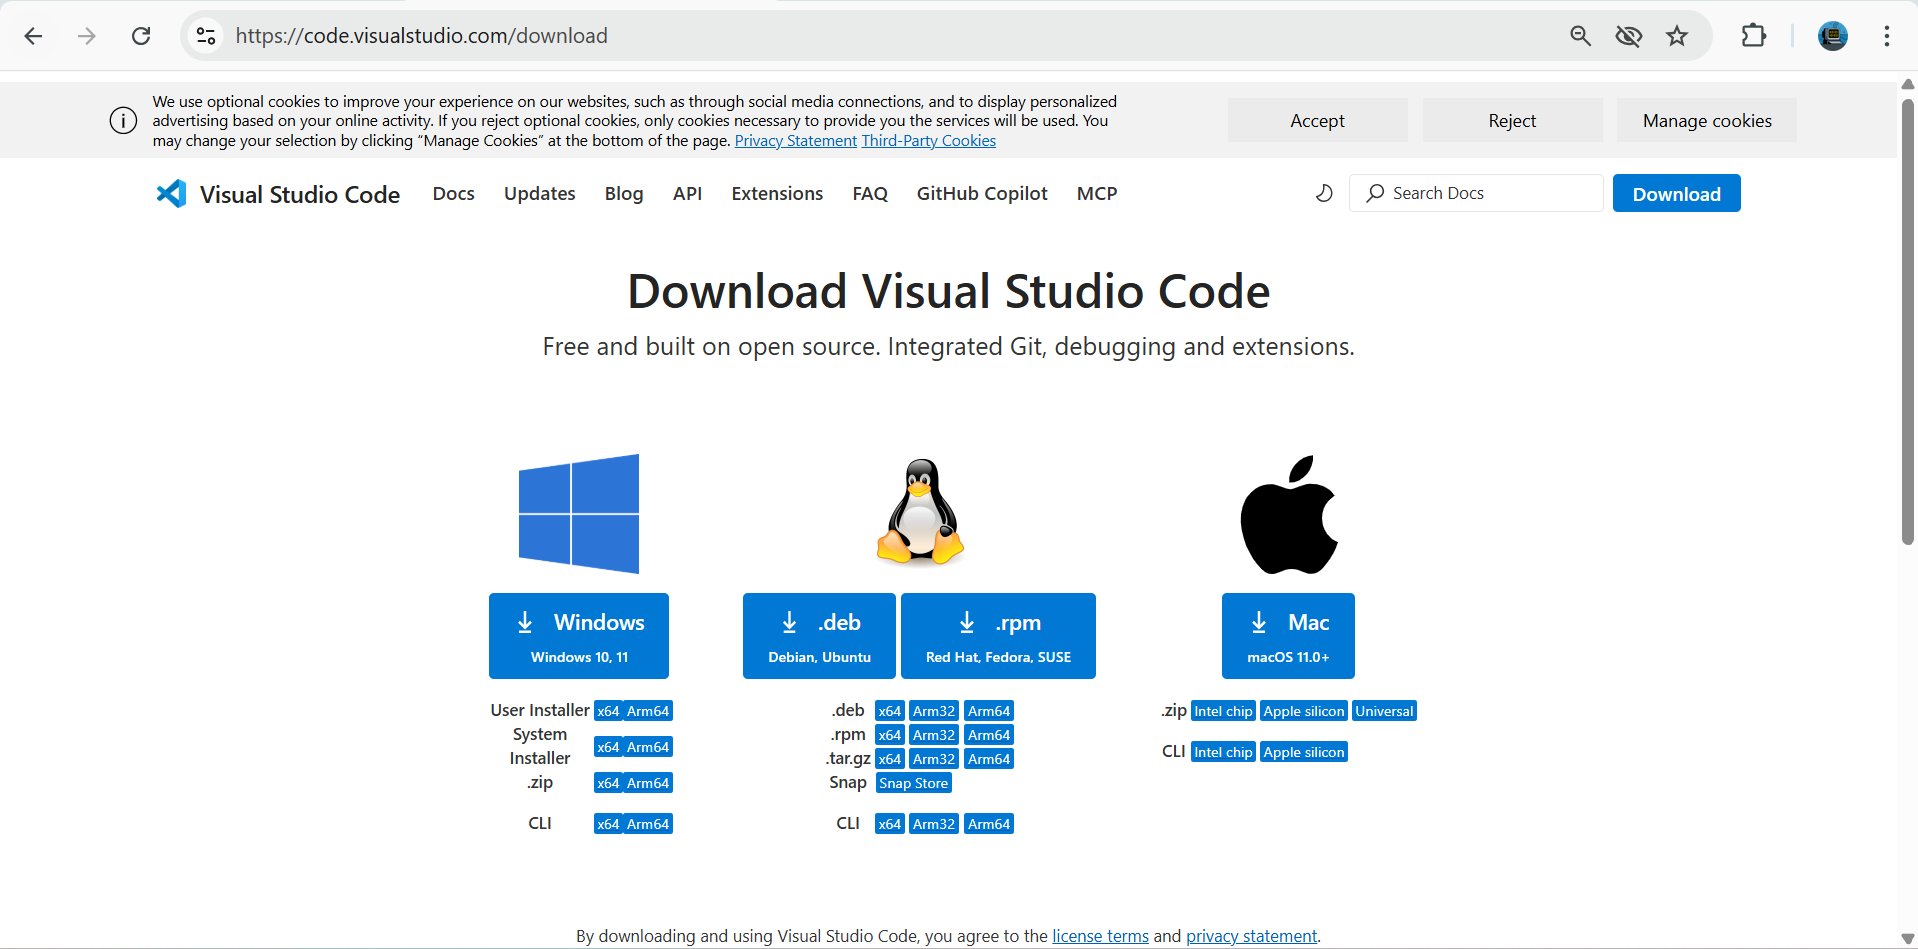 https://code.visualstudio.com/download
We use optional cookies to improve your experience on our websites, such as through social media connections, and to display personalized
advertising based on your online activity. If you reject optional cookies, only cookies necessary to provide you the services will be used. You
may change your selection by clicking “Manage Cookies” at the bottom of the page. Privacy Statement Third-Party Cookies
Accept Reject Manage cookies
Visual Studio Code Docs Updates Blog API Extensions FAQ GitHub Copilot MCP Search Docs Download
Download Visual Studio Code
Free and built on open source. Integrated Git, debugging and extensions.
Windows
Windows 10, 11
User Installer x64 Arm64
System
Installer x64 Arm64
.zip x64 Arm64
CLI x64 Arm64
.deb
Debian, Ubuntu
.rpm
Red Hat, Fedora, SUSE
.deb x64 Arm32 Arm64
.rpm x64 Arm32 Arm64
.tar.gz x64 Arm32 Arm64
Snap Snap Store
CLI x64 Arm32 Arm64
Mac
macOS 11.0+
.zip Intel chip Apple silicon Universal
CLI Intel chip Apple silicon
By downloading and using Visual Studio Code, you agree to the license terms and privacy statement.